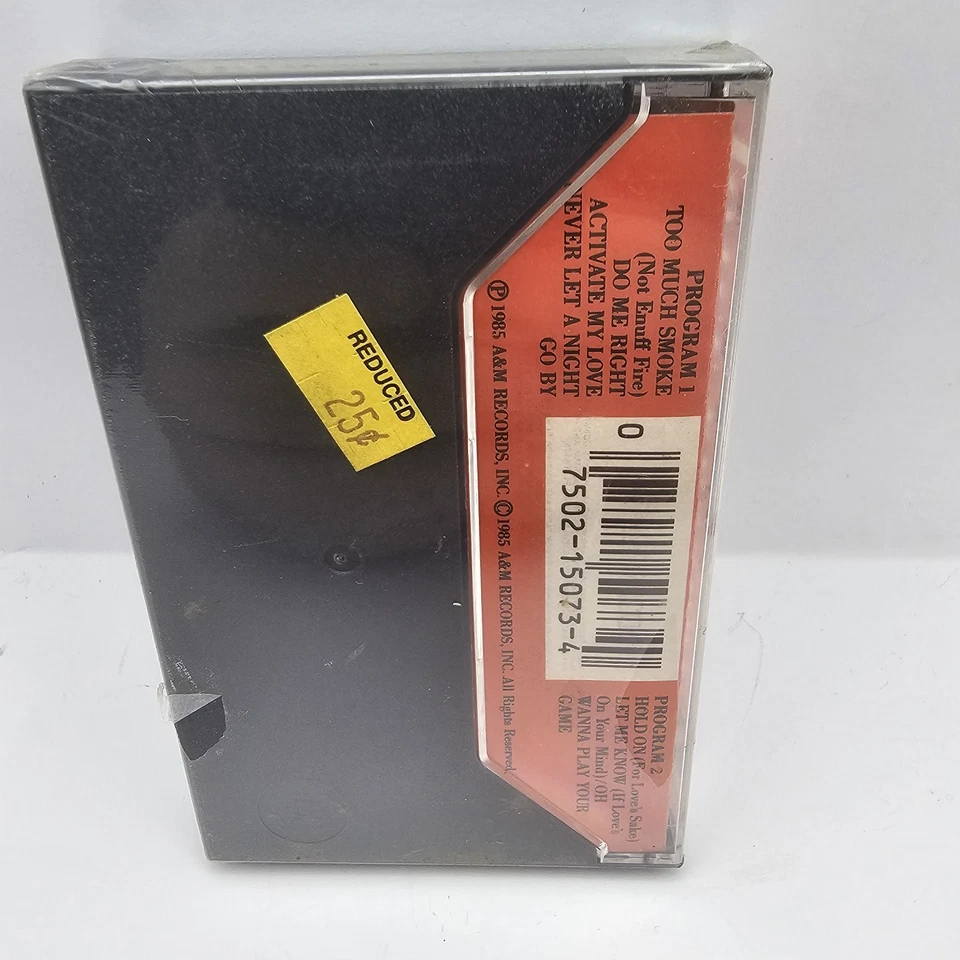 PROGRAM 1
TOO MUCH SMOKE
(Not Enuff Fire)
DO ME RIGHT
ACTIVATE MY LOVE
NEVER LET A NIGHT
GO BY
0
7502-15073-4
PROGRAM 2
HOLD ON (For Love's Sake)
LET ME KNOW (If Love's
On Your Mind)/OH
WANNA PLAY YOUR
GAME
Ⓟ 1985 A&M RECORDS, INC. © 1985 A&M RECORDS, INC. All Rights Reserved.
REDUCED
25¢